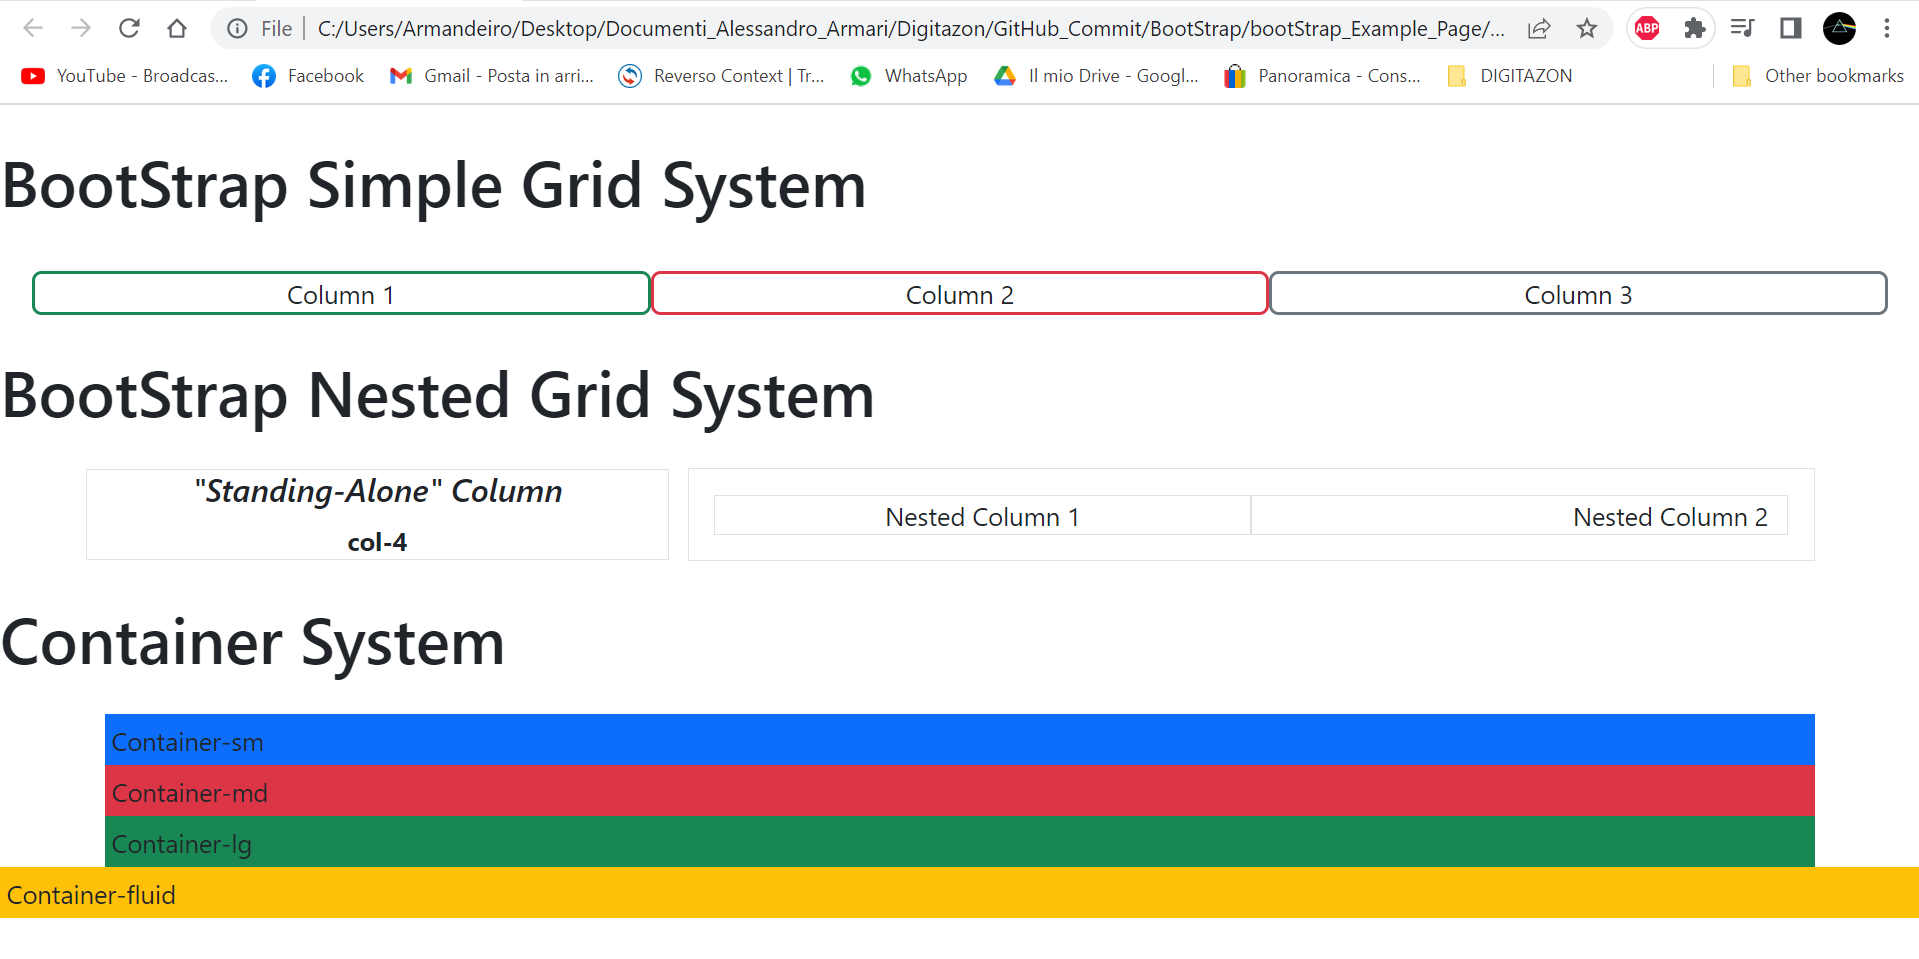 File | C:/Users/Armandeiro/Desktop/Documenti_Alessandro_Armari/Digitazon/GitHub_Commit/BootStrap/bootStrap_Example_Page/... ABP
YouTube - Broadcas... Facebook Gmail - Posta in arri... Reverso Context | Tr... WhatsApp Il mio Drive - Googl... Panoramica - Cons... DIGITAZON Other bookmarks
BootStrap Simple Grid System
Column 1 Column 2 Column 3
BootStrap Nested Grid System
"Standing-Alone" Column
col-4
Nested Column 1 Nested Column 2
Container System
Container-sm
Container-md
Container-lg
Container-fluid